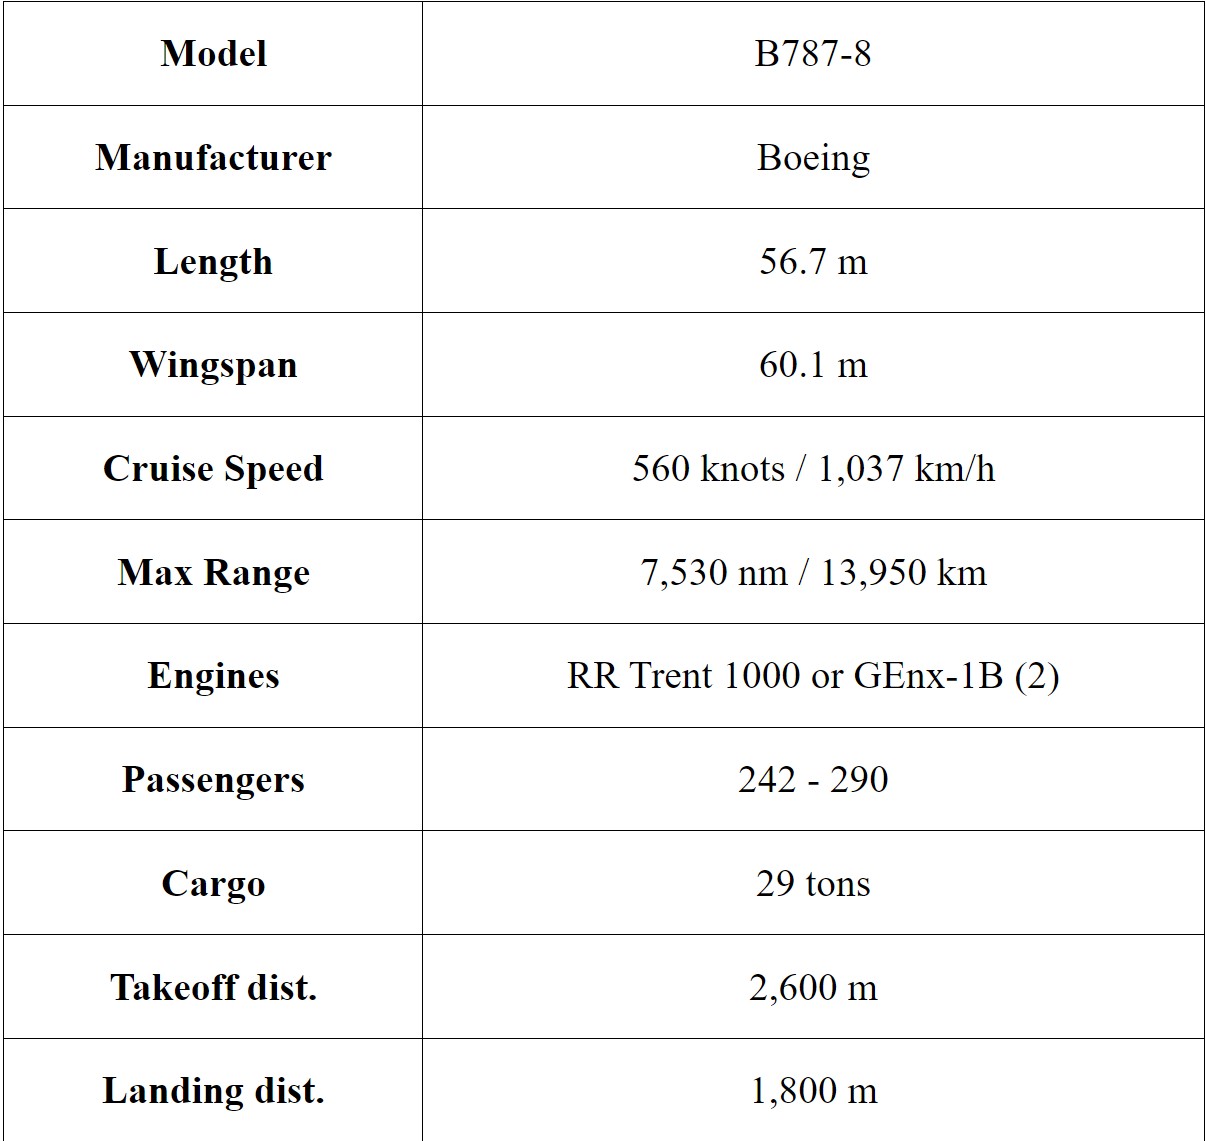 Model B787-8
Manufacturer Boeing
Length 56.7 m
Wingspan 60.1 m
Cruise Speed 560 knots / 1,037 km/h
Max Range 7,530 nm / 13,950 km
Engines RR Trent 1000 or GEnx-1B (2)
Passengers 242 - 290
Cargo 29 tons
Takeoff dist. 2,600 m
Landing dist. 1,800 m